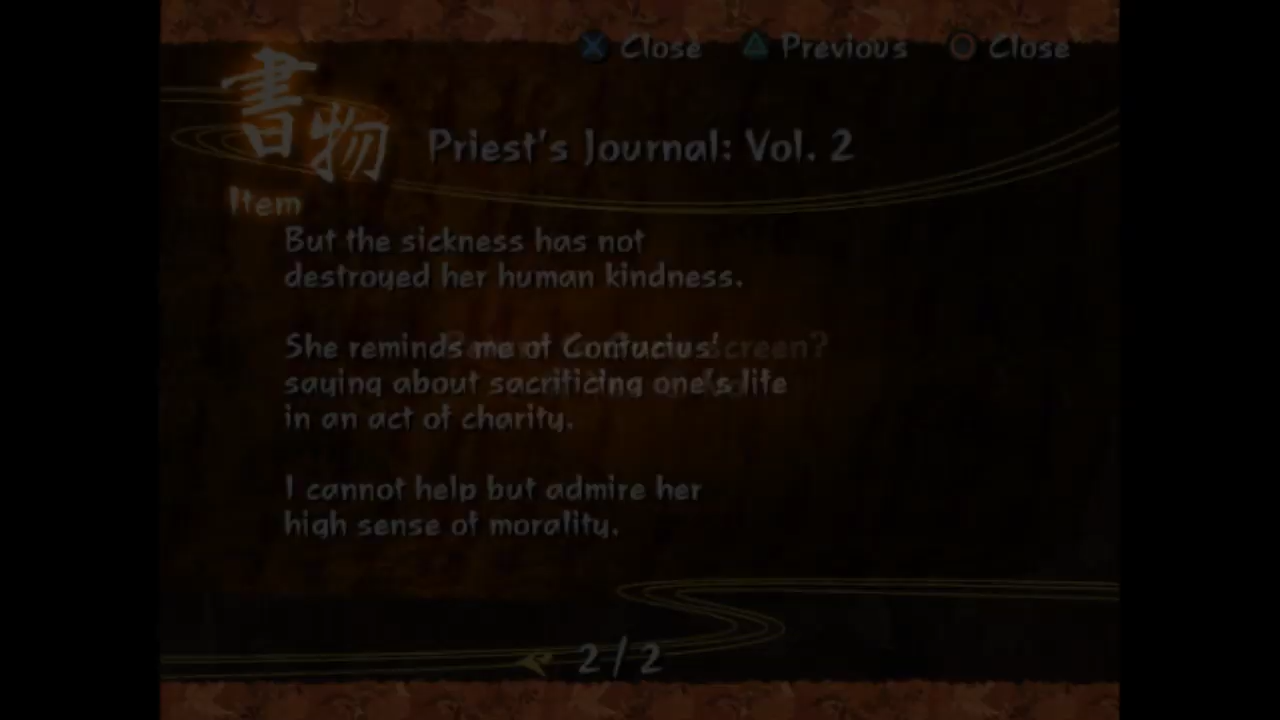 Close
Previous
Close
書物
Priest's Journal: Vol. 2
Item
But the sickness has not
destroyed her human kindness.
She reminds me of Confucius'
saying about sacrificing one's life
in an act of charity.
I cannot help but admire her
high sense of morality.
2/2